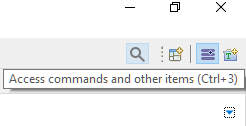 Access commands and other items (Ctrl+3)